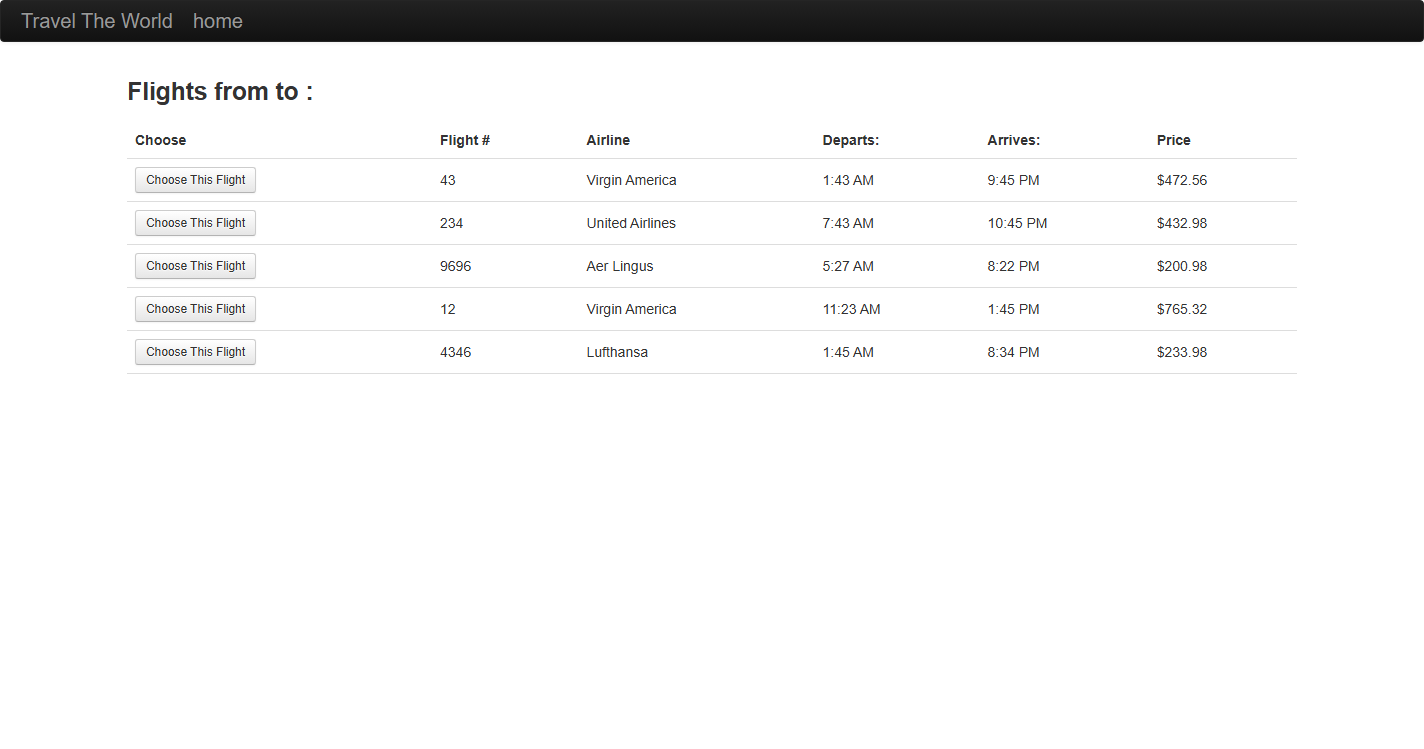 Travel The World home
Flights from to :
Choose Flight # Airline Departs: Arrives: Price
Choose This Flight 43 Virgin America 1:43 AM 9:45 PM $472.56
Choose This Flight 234 United Airlines 7:43 AM 10:45 PM $432.98
Choose This Flight 9696 Aer Lingus 5:27 AM 8:22 PM $200.98
Choose This Flight 12 Virgin America 11:23 AM 1:45 PM $765.32
Choose This Flight 4346 Lufthansa 1:45 AM 8:34 PM $233.98